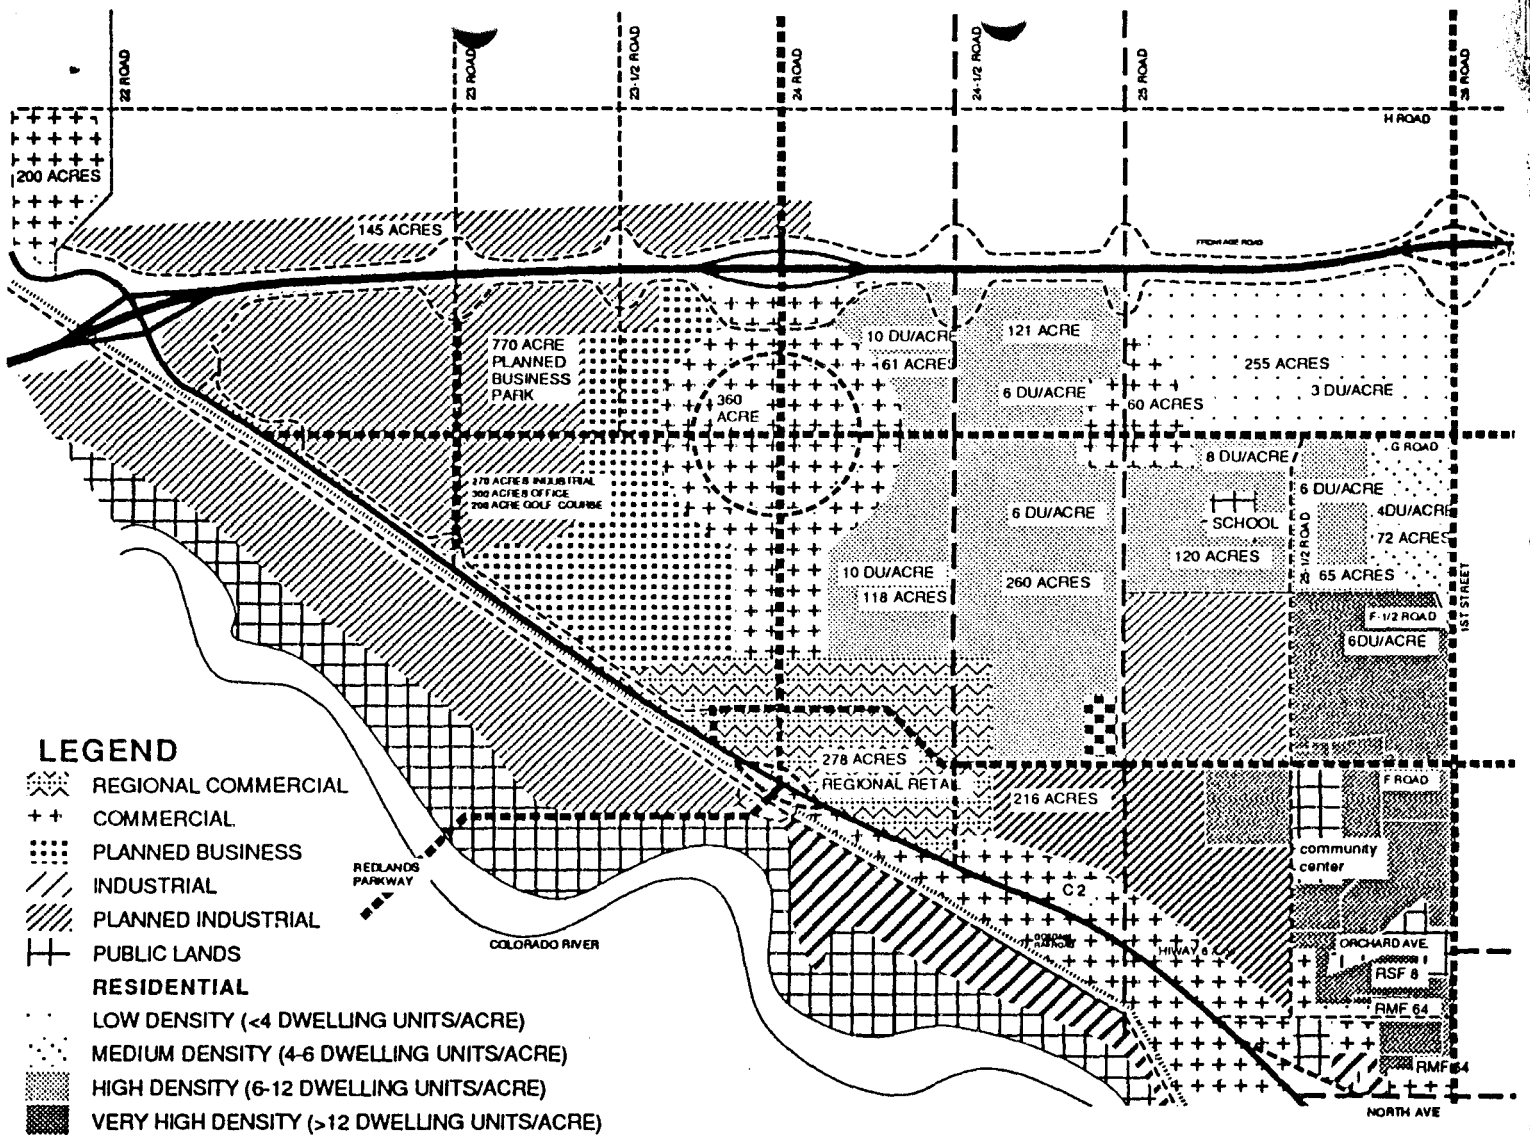 22 ROAD
23 ROAD
23-1/2 ROAD
24 ROAD
24-1/2 ROAD
25 ROAD
26 ROAD
H ROAD
200 ACRES
145 ACRES
FRONTAGE ROAD
770 ACRE
PLANNED
BUSINESS
PARK
10 DU/ACRE
61 ACRES
121 ACRE
6 DU/ACRE
60 ACRES
255 ACRES
3 DU/ACRE
360
ACRE
G ROAD
270 ACRES INDUSTRIAL
300 ACRES OFFICE
200 ACRE GOLF COURSE
8 DU/ACRE
6 DU/ACRE
4DU/ACRE
72 ACRES
SCHOOL
120 ACRES
25-1/2 ROAD
65 ACRES
6 DU/ACRE
260 ACRES
10 DU/ACRE
118 ACRES
1ST STREET
F-1/2 ROAD
6DU/ACRE
278 ACRES
REGIONAL RETAIL
216 ACRES
F ROAD
community
center
C 2
HIWAY 6
ORCHARD AVE.
RSF 8
RMF 64
RMF 64
NORTH AVE
REDLANDS
PARKWAY
COLORADO RIVER
LEGEND
REGIONAL COMMERCIAL
COMMERCIAL
PLANNED BUSINESS
INDUSTRIAL
PLANNED INDUSTRIAL
PUBLIC LANDS
RESIDENTIAL
LOW DENSITY (<4 DWELLING UNITS/ACRE)
MEDIUM DENSITY (4-6 DWELLING UNITS/ACRE)
HIGH DENSITY (6-12 DWELLING UNITS/ACRE)
VERY HIGH DENSITY (>12 DWELLING UNITS/ACRE)